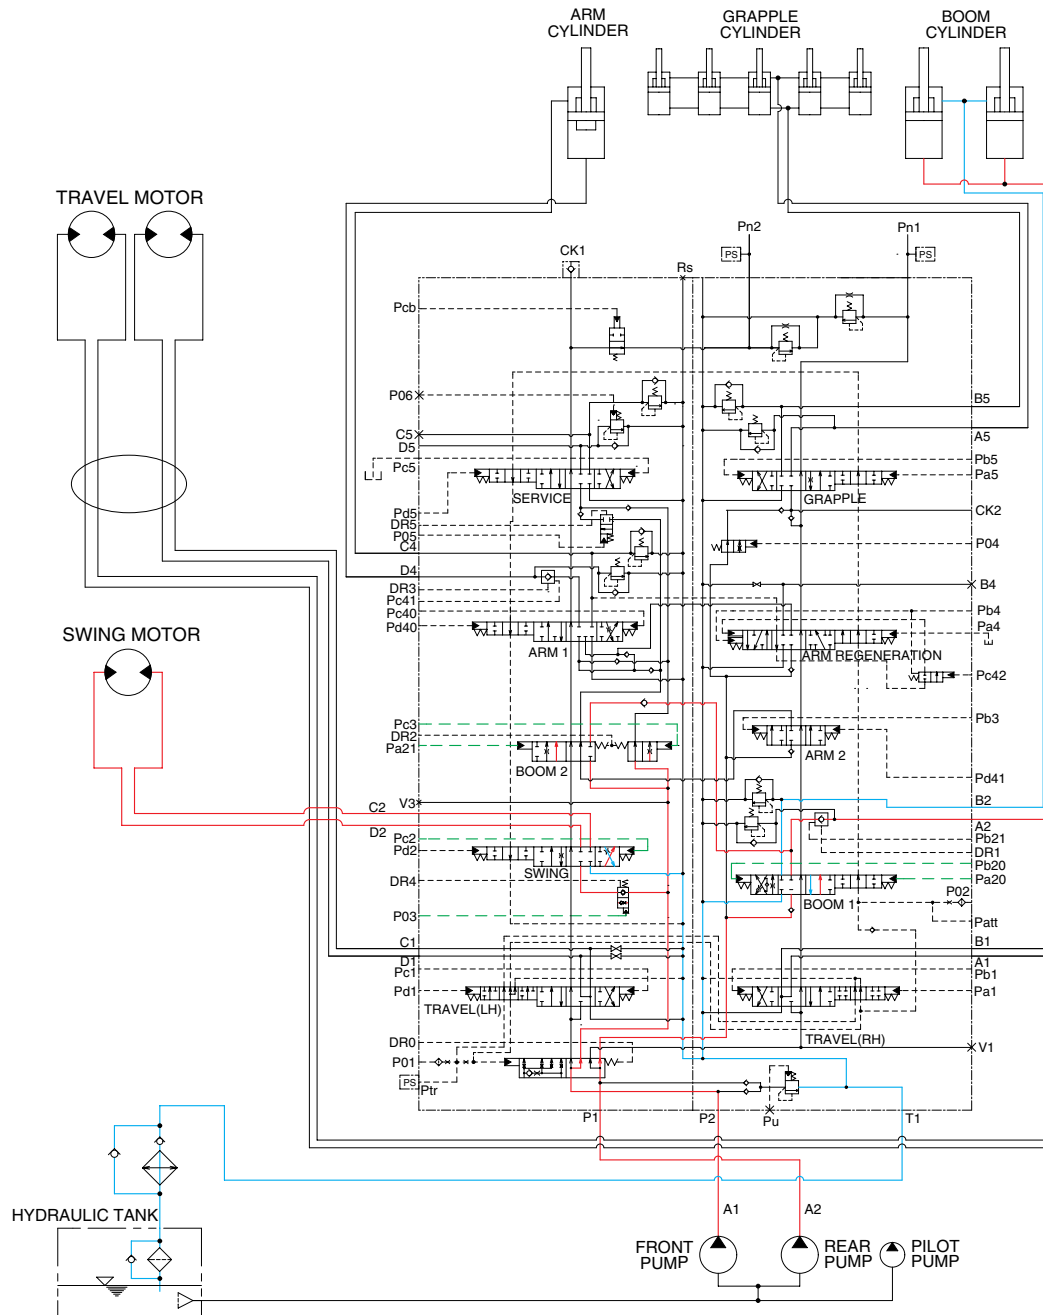 ARM
CYLINDER
GRAPPLE
CYLINDER
BOOM
CYLINDER
TRAVEL MOTOR
Pn2
Pn1
CK1
PS
PS
Rs
Pcb
P06
B5
C5
D5
A5
Pc5
Pb5
Pa5
SERVICE
GRAPPLE
Pd5
DR5
CK2
P05
C4
P04
D4
DR3
B4
Pc41
Pc40
Pb4
Pd40
Pa4
SWING MOTOR
ARM 1
ARM REGENERATION
Pc42
Pc3
Pb3
DR2
Pa21
BOOM 2
ARM 2
Pd41
V3
B2
C2
D2
A2
Pc2
Pb21
Pd2
DR1
Pb20
SWING
Pa20
DR4
BOOM 1
P02
P03
Patt
C1
B1
D1
A1
Pc1
Pb1
Pd1
Pa1
TRAVEL(LH)
TRAVEL(RH)
DR0
V1
P01
PS
Ptr
P1
P2
Pu
T1
HYDRAULIC TANK
A1
A2
FRONT
PUMP
REAR
PUMP
PILOT
PUMP